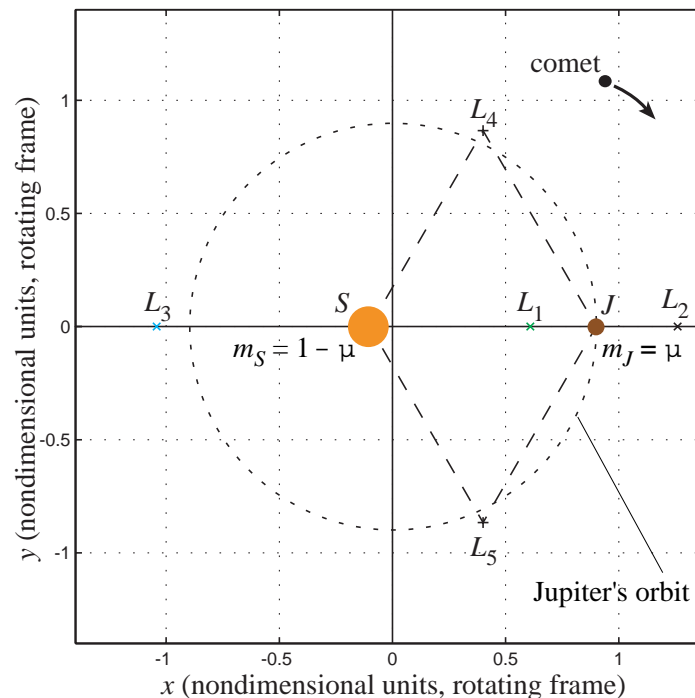 comet
L4
1
0.5
L3
S
L1
J
L2
0
mS = 1 − μ
mJ = μ
-0.5
L5
-1
Jupiter's orbit
-1
-0.5
0
0.5
1
x (nondimensional units, rotating frame)
y (nondimensional units, rotating frame)